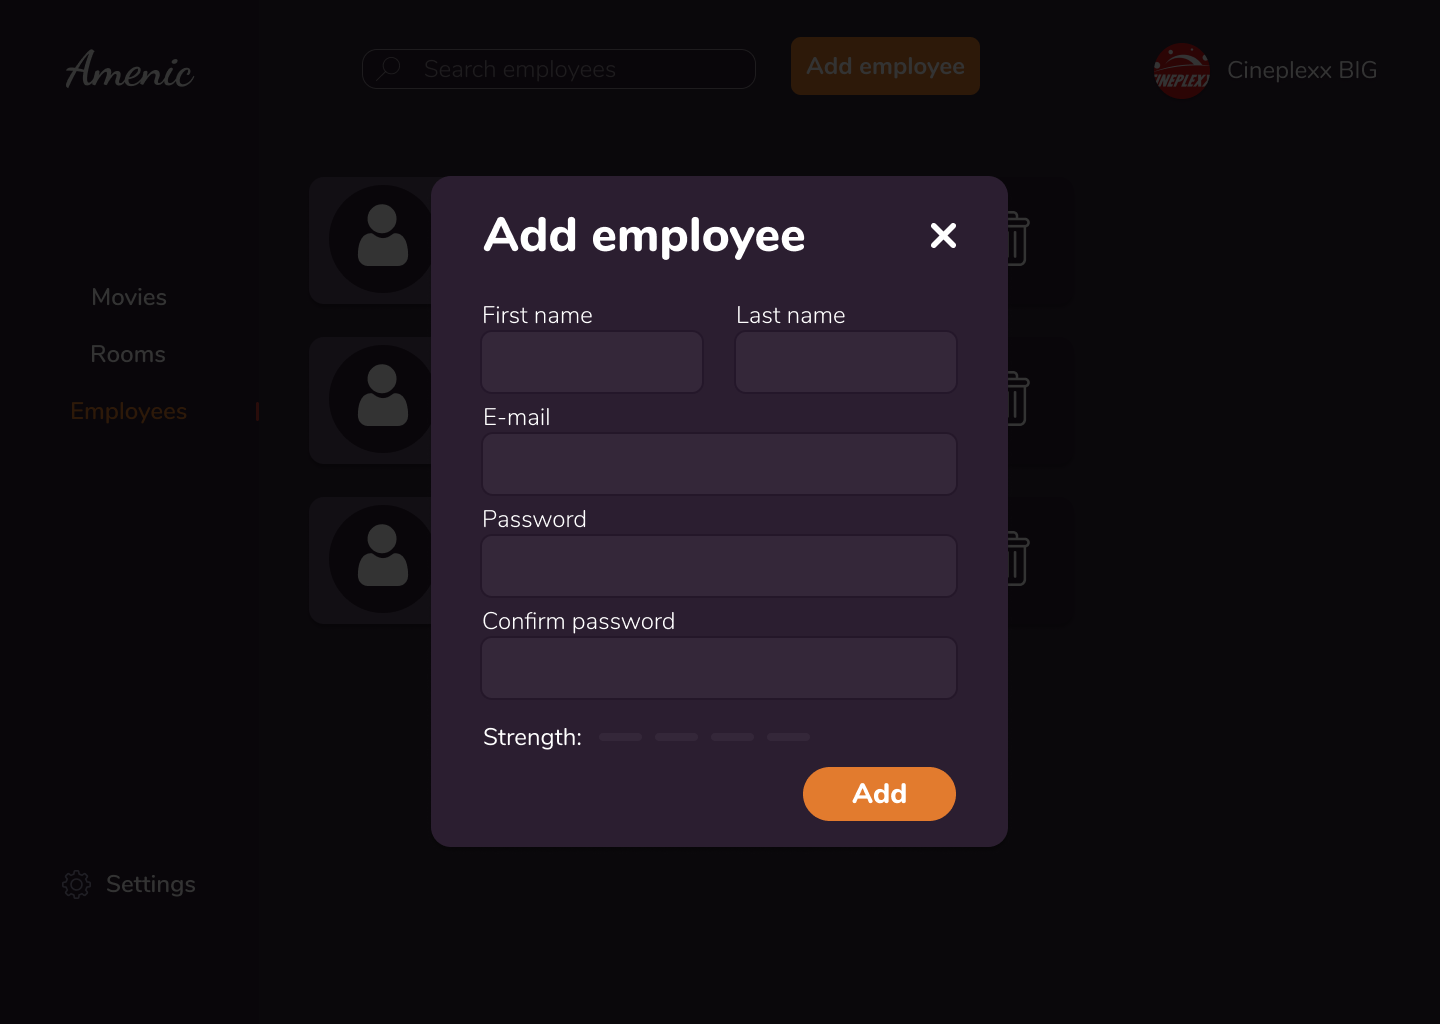 Amenic
Search employees
Add employee
CINEPLEXX
Cineplexx BIG
Movies
Rooms
Employees
Settings
Add employee
First name
Last name
E-mail
Password
Confirm password
Strength:
Add